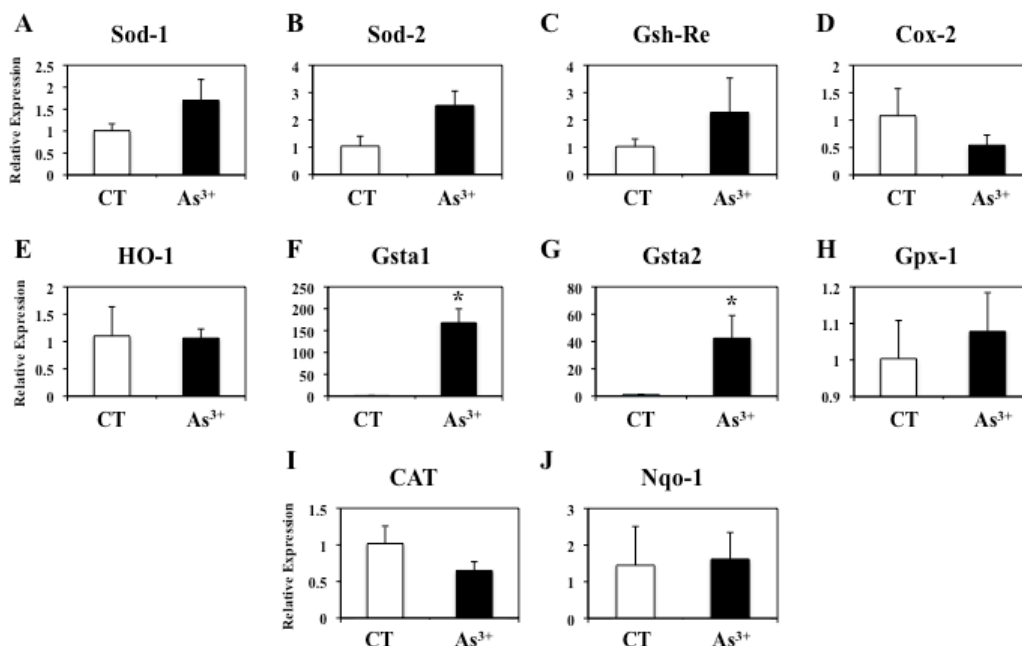 A
Sod-1
Relative Expression
2.5
2
1.5
1
0.5
0
CT As³⁺
B
Sod-2
4
3
2
1
0
CT As³⁺
C
Gsh-Re
4
3
2
1
0
CT As³⁺
D
Cox-2
2
1.5
1
0.5
0
CT As³⁺
E
HO-1
Relative Expression
2
1.5
1
0.5
0
CT As³⁺
F
Gsta1
250
200
150
100
50
0
*
CT As³⁺
G
Gsta2
80
60
40
20
0
*
CT As³⁺
H
Gpx-1
1.2
1.1
1
0.9
CT As³⁺
I
CAT
Relative Expression
1.5
1
0.5
0
CT As³⁺
J
Nqo-1
3
2
1
0
CT As³⁺